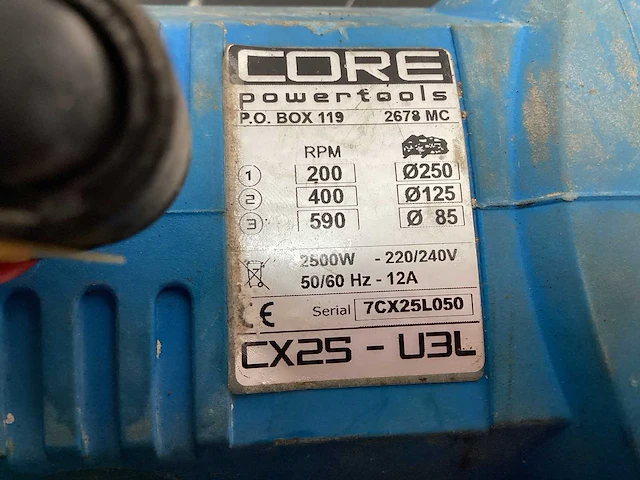 CORE
powertools
P.O. BOX 119 2678 MC
RPM
1 200 Ø250
2 400 Ø125
3 590 Ø 85
2500W - 220/240V
50/60 Hz - 12A
CE Serial 7CX25L050
CX25 - U3L